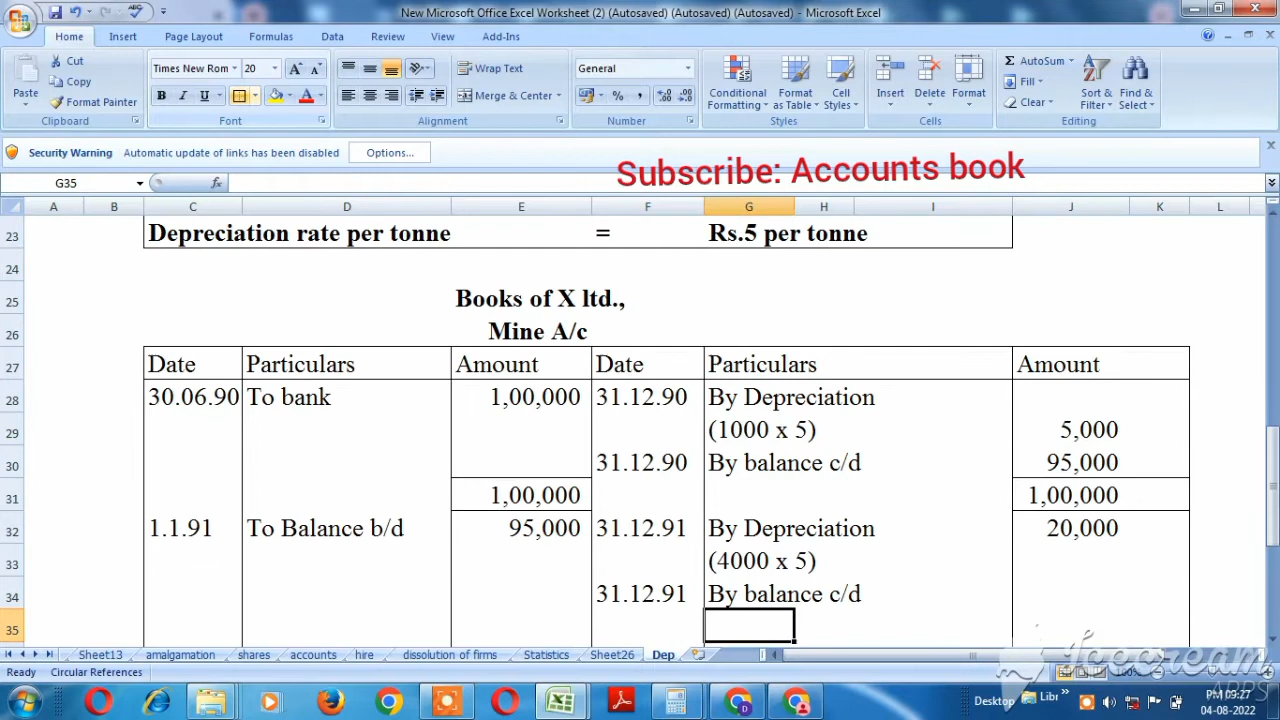 New Microsoft Office Excel Worksheet (2) (Autosaved) (Autosaved) (Autosaved) - Microsoft Excel
Home Insert Page Layout Formulas Data Review View Add-Ins
Paste Cut Times New Rom 20 Wrap Text General Conditional Formatting Format as Table Cell Styles Insert Delete Format AutoSum Sort & Filter Find & Select
Copy Fill
Format Painter B I U Merge & Center % , Clear
Clipboard Font Alignment Number Styles Cells Editing
Security Warning Automatic update of links has been disabled Options...
Subscribe: Accounts book
G35 fx
A B C D E F G H I J K L
23 Depreciation rate per tonne = Rs.5 per tonne
24
25 Books of X ltd.,
26 Mine A/c
27 Date Particulars Amount Date Particulars Amount
28 30.06.90 To bank 1,00,000 31.12.90 By Depreciation
29 (1000 x 5) 5,000
30 31.12.90 By balance c/d 95,000
31 1,00,000 1,00,000
32 1.1.91 To Balance b/d 95,000 31.12.91 By Depreciation 20,000
33 (4000 x 5)
34 31.12.91 By balance c/d
35
Sheet13 amalgamation shares accounts hire dissolution of firms Statistics Sheet26 Dep
Ready Circular References 100%
Icecream
APPS
Desktop Libr » PM 09:27
04-08-2022